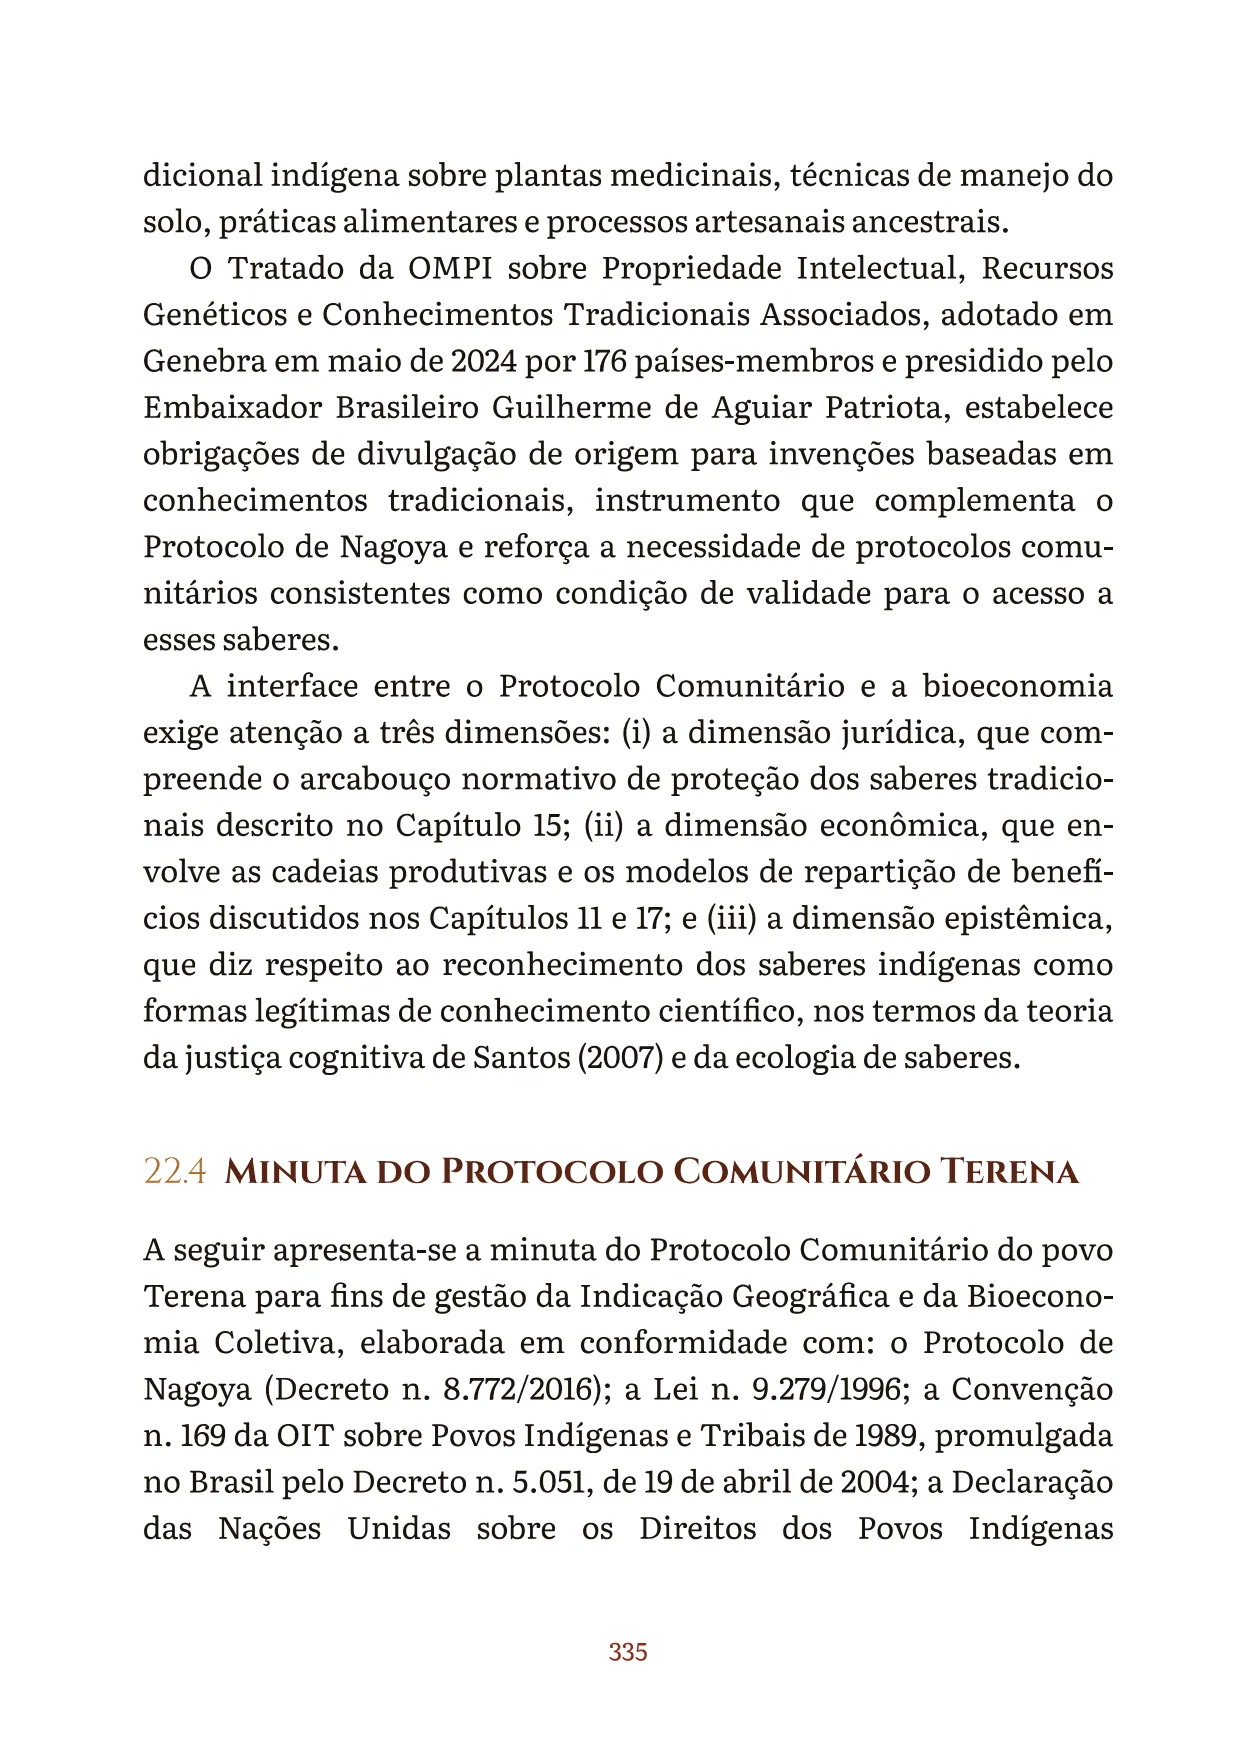 dicional indígena sobre plantas medicinais, técnicas de manejo do
solo, práticas alimentares e processos artesanais ancestrais.
O Tratado da OMPI sobre Propriedade Intelectual, Recursos
Genéticos e Conhecimentos Tradicionais Associados, adotado em
Genebra em maio de 2024 por 176 países-membros e presidido pelo
Embaixador Brasileiro Guilherme de Aguiar Patriota, estabelece
obrigações de divulgação de origem para invenções baseadas em
conhecimentos tradicionais, instrumento que complementa o
Protocolo de Nagoya e reforça a necessidade de protocolos comu-
nitários consistentes como condição de validade para o acesso a
esses saberes.
A interface entre o Protocolo Comunitário e a bioeconomia
exige atenção a três dimensões: (i) a dimensão jurídica, que com-
preende o arcabouço normativo de proteção dos saberes tradicio-
nais descrito no Capítulo 15; (ii) a dimensão econômica, que en-
volve as cadeias produtivas e os modelos de repartição de benefí-
cios discutidos nos Capítulos 11 e 17; e (iii) a dimensão epistêmica,
que diz respeito ao reconhecimento dos saberes indígenas como
formas legítimas de conhecimento científico, nos termos da teoria
da justiça cognitiva de Santos (2007) e da ecologia de saberes.
22.4 Minuta do Protocolo Comunitário Terena
A seguir apresenta-se a minuta do Protocolo Comunitário do povo
Terena para fins de gestão da Indicação Geográfica e da Bioecono-
mia Coletiva, elaborada em conformidade com: o Protocolo de
Nagoya (Decreto n. 8.772/2016); a Lei n. 9.279/1996; a Convenção
n. 169 da OIT sobre Povos Indígenas e Tribais de 1989, promulgada
no Brasil pelo Decreto n. 5.051, de 19 de abril de 2004; a Declaração
das Nações Unidas sobre os Direitos dos Povos Indígenas
335